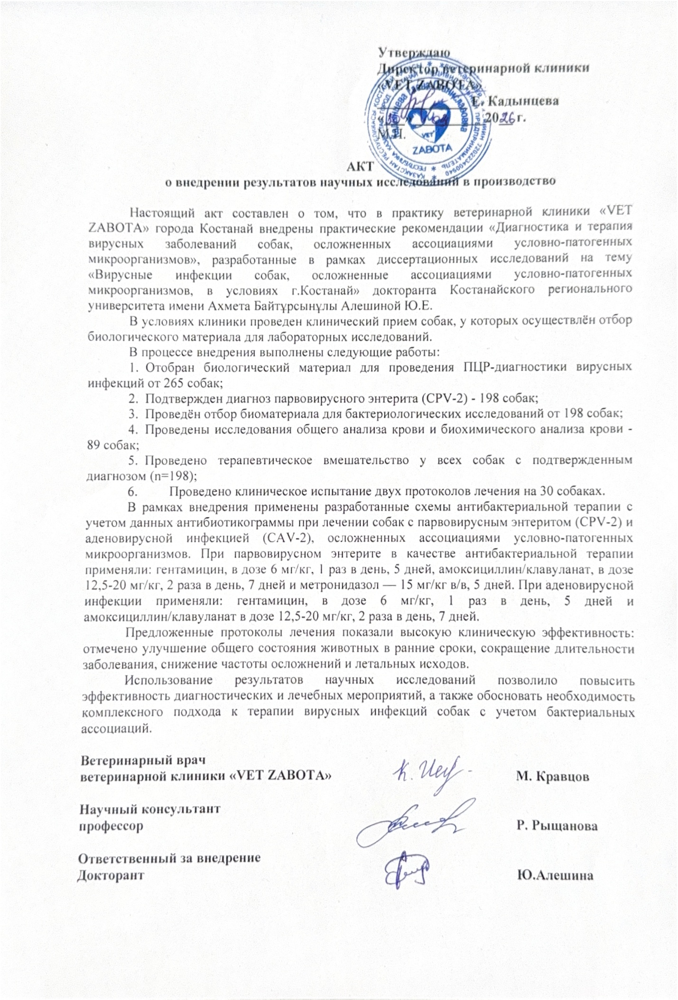 Утверждаю
Директор ветеринарной клиники
«VET ZABOTA»
Е. Кадынцева
« » 03 2026 г.
М.П.
VET
ZABOTA
АКТ
о внедрении результатов научных исследований в производство
Настоящий акт составлен о том, что в практику ветеринарной клиники «VET
ZABOTA» города Костанай внедрены практические рекомендации «Диагностика и терапия
вирусных заболеваний собак, осложненных ассоциациями условно-патогенных
микроорганизмов», разработанные в рамках диссертационных исследований на тему
«Вирусные инфекции собак, осложненные ассоциациями условно-патогенных
микроорганизмов, в условиях г.Костанай» докторанта Костанайского регионального
университета имени Ахмета Байтұрсынұлы Алешиной Ю.Е.
В условиях клиники проведен клинический прием собак, у которых осуществлён отбор
биологического материала для лабораторных исследований.
В процессе внедрения выполнены следующие работы:
1. Отобран биологический материал для проведения ПЦР-диагностики вирусных
инфекций от 265 собак;
2. Подтвержден диагноз парвовирусного энтерита (CPV-2) - 198 собак;
3. Проведён отбор биоматериала для бактериологических исследований от 198 собак;
4. Проведены исследования общего анализа крови и биохимического анализа крови -
89 собак;
5. Проведено терапевтическое вмешательство у всех собак с подтвержденным
диагнозом (n=198);
6. Проведено клиническое испытание двух протоколов лечения на 30 собаках.
В рамках внедрения применены разработанные схемы антибактериальной терапии с
учетом данных антибиотикограммы при лечении собак с парвовирусным энтеритом (CPV-2) и
аденовирусной инфекцией (CAV-2), осложненных ассоциациями условно-патогенных
микроорганизмов. При парвовирусном энтерите в качестве антибактериальной терапии
применяли: гентамицин, в дозе 6 мг/кг, 1 раз в день, 5 дней, амоксициллин/клавуланат, в дозе
12,5-20 мг/кг, 2 раза в день, 7 дней и метронидазол — 15 мг/кг в/в, 5 дней. При аденовирусной
инфекции применяли: гентамицин, в дозе 6 мг/кг, 1 раз в день, 5 дней и
амоксициллин/клавуланат в дозе 12,5-20 мг/кг, 2 раза в день, 7 дней.
Предложенные протоколы лечения показали высокую клиническую эффективность:
отмечено улучшение общего состояния животных в ранние сроки, сокращение длительности
заболевания, снижение частоты осложнений и летальных исходов.
Использование результатов научных исследований позволило повысить
эффективность диагностических и лечебных мероприятий, а также обосновать необходимость
комплексного подхода к терапии вирусных инфекций собак с учетом бактериальных
ассоциаций.
Ветеринарный врач
ветеринарной клиники «VET ZABOTA» М. Кравцов
Научный консультант
профессор Р. Рыщанова
Ответственный за внедрение
Докторант Ю.Алешина